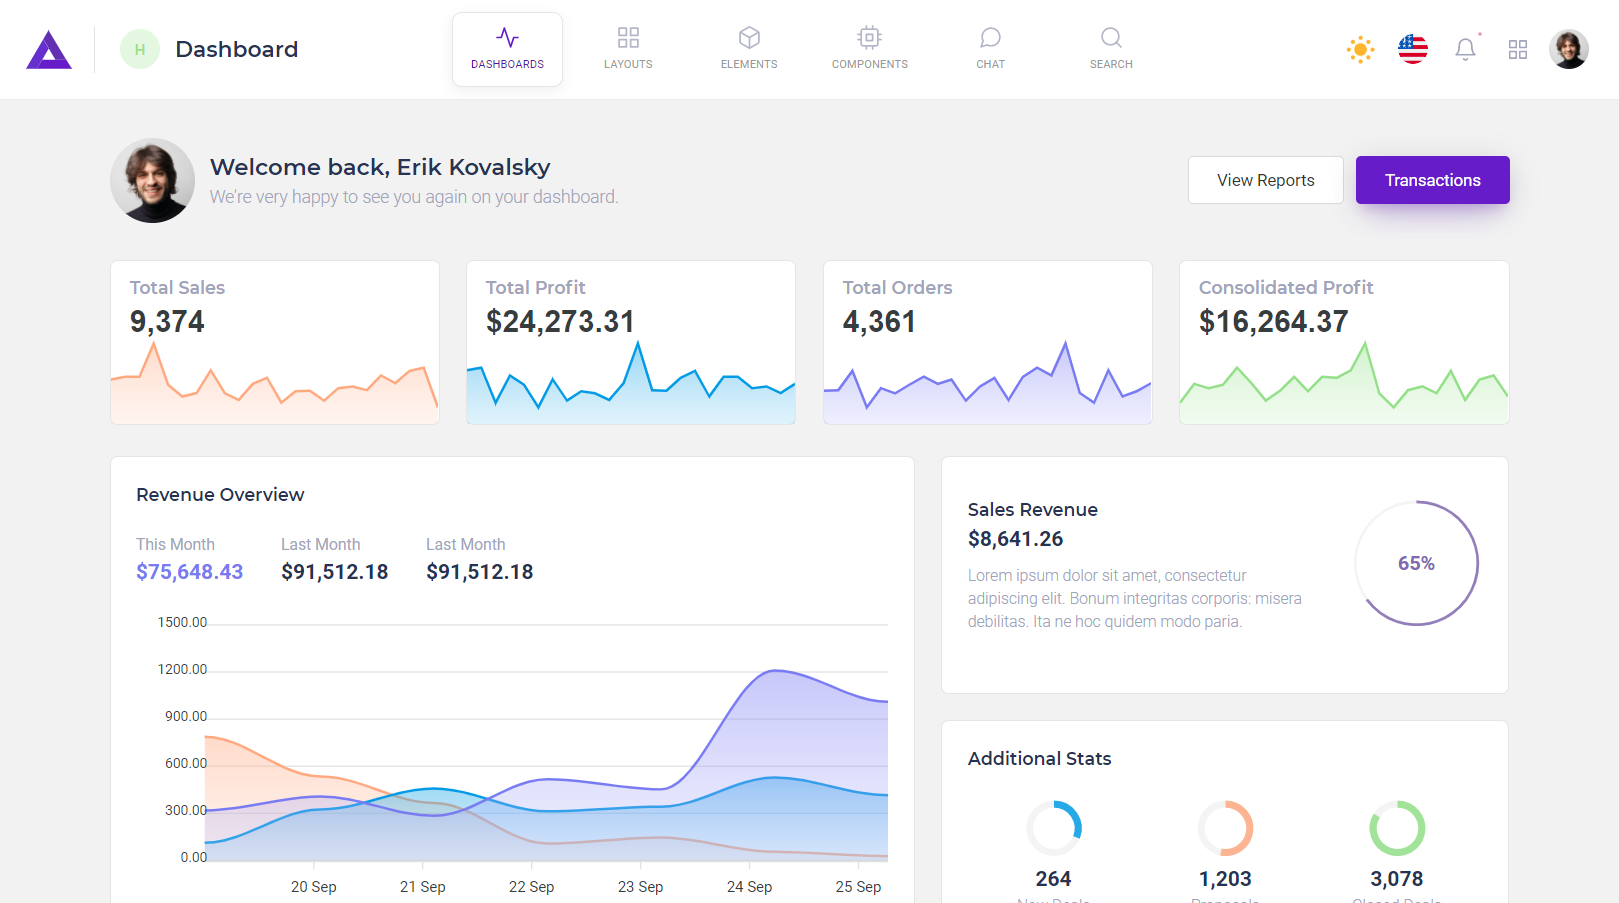 H
Dashboard
DASHBOARDS
LAYOUTS
ELEMENTS
COMPONENTS
CHAT
SEARCH
Welcome back, Erik Kovalsky
We're very happy to see you again on your dashboard.
View Reports
Transactions
Total Sales
9,374
Total Profit
$24,273.31
Total Orders
4,361
Consolidated Profit
$16,264.37
Revenue Overview
This Month
$75,648.43
Last Month
$91,512.18
Last Month
$91,512.18
1500.00
1200.00
900.00
600.00
300.00
0.00
20 Sep
21 Sep
22 Sep
23 Sep
24 Sep
25 Sep
Sales Revenue
$8,641.26
Lorem ipsum dolor sit amet, consectetur
adipiscing elit. Bonum integritas corporis: misera
debilitas. Ita ne hoc quidem modo paria.
65%
Additional Stats
264
New Deals
1,203
Proposals
3,078
Closed Deals